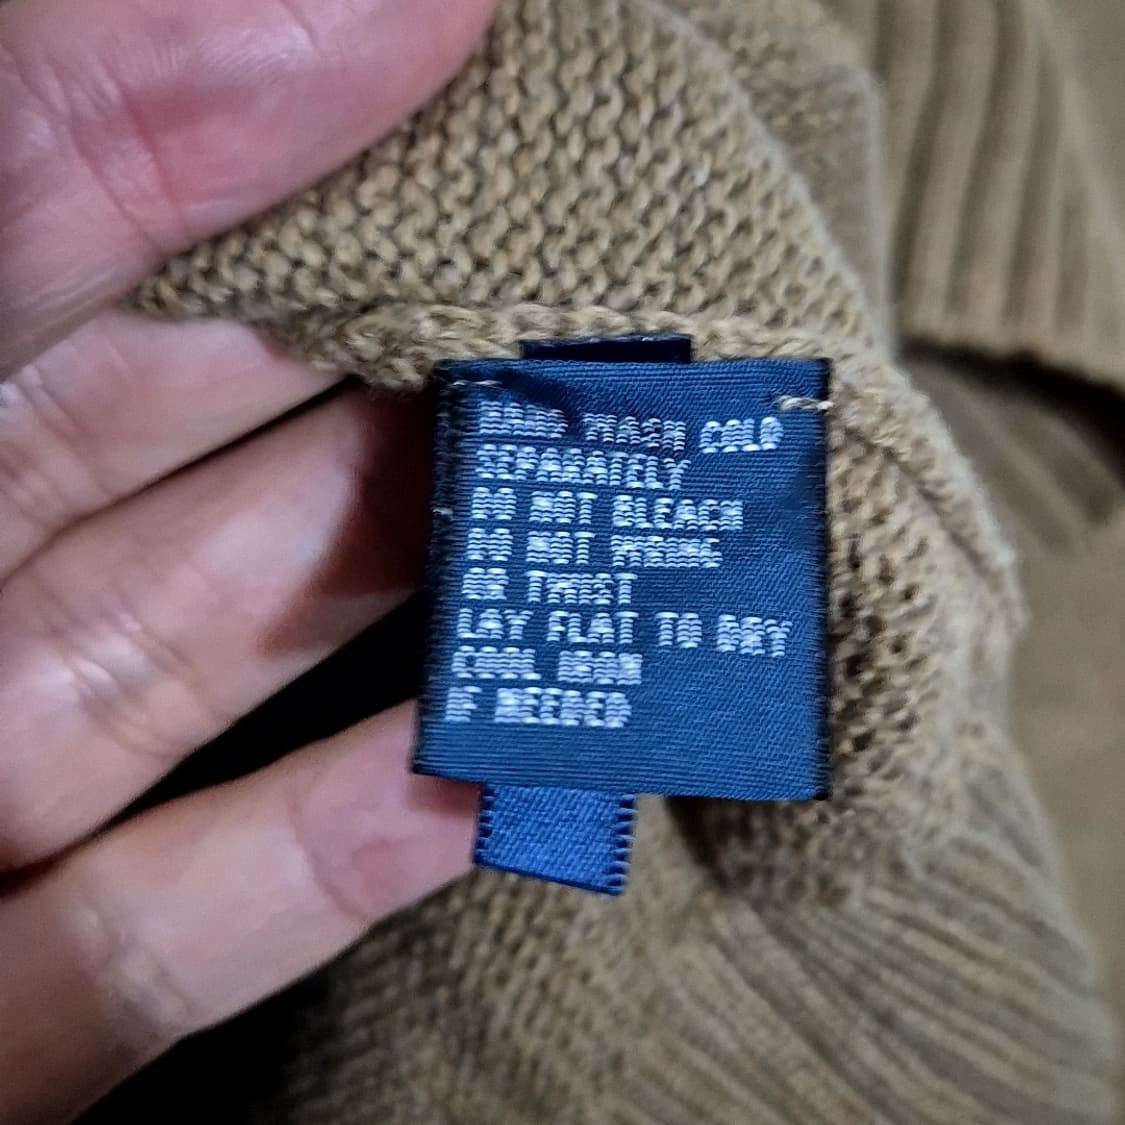 HAND WASH COLD
SEPARATELY
DO NOT BLEACH
DO NOT WRING
OR TWIST
LAY FLAT TO DRY
COOL IRON
IF NEEDED